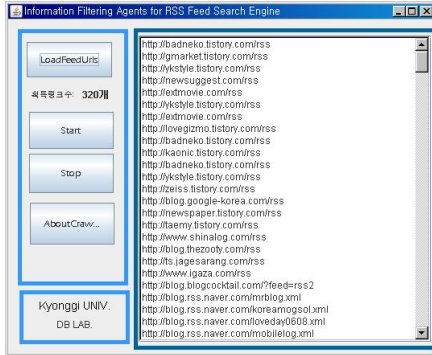 Information Filtering Agents for RSS Feed Search Engine
LoadFeedUrls
획득링크수: 320개
Start
Stop
AboutCraw...
Kyonggi UNIV.
DB LAB.
http://badneko.tistory.com/rss
http://gmarket.tistory.com/rss
http://ykstyle.tistory.com/rss
http://newsuggest.com/rss
http://extmovie.com/rss
http://ykstyle.tistory.com/rss
http://extmovie.com/rss
http://lovegizmo.tistory.com/rss
http://badneko.tistory.com/rss
http://kaonic.tistory.com/rss
http://badneko.tistory.com/rss
http://ykstyle.tistory.com/rss
http://zeiss.tistory.com/rss
http://blog.google-korea.com/rss
http://newspaper.tistory.com/rss
http://taemy.tistory.com/rss
http://www.shinalog.com/rss
http://blog.thezooty.com/rss
http://ts.jagesarang.com/rss
http://www.igaza.com/rss
http://blog.blogcocktail.com/?feed=rss2
http://blog.rss.naver.com/mrblog.xml
http://blog.rss.naver.com/koreamogsol.xml
http://blog.rss.naver.com/loveday0608.xml
http://blog.rss.naver.com/mobilelog.xml